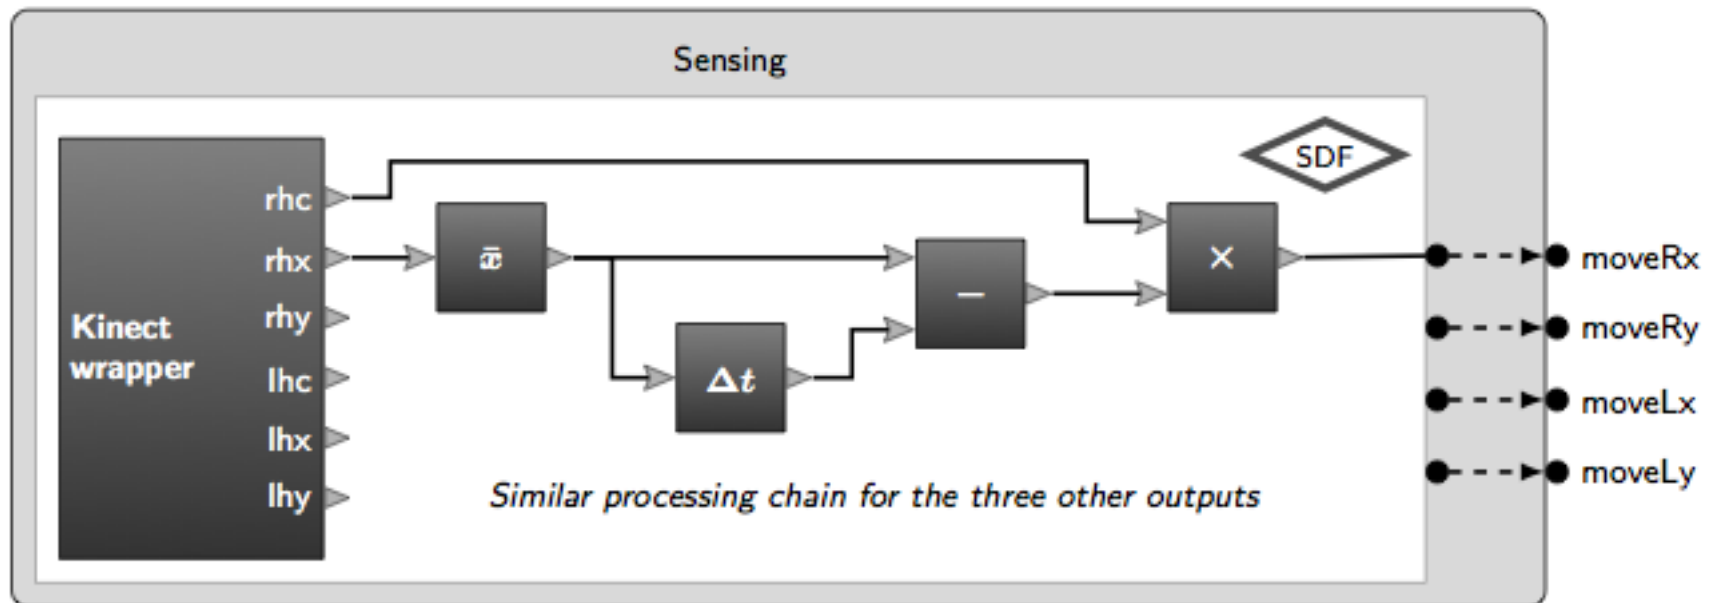 Sensing
SDF
rhc
rhx
rhy
lhc
lhx
lhy
Kinect
wrapper
x̄
Δt
−
×
moveRx
moveRy
moveLx
moveLy
Similar processing chain for the three other outputs